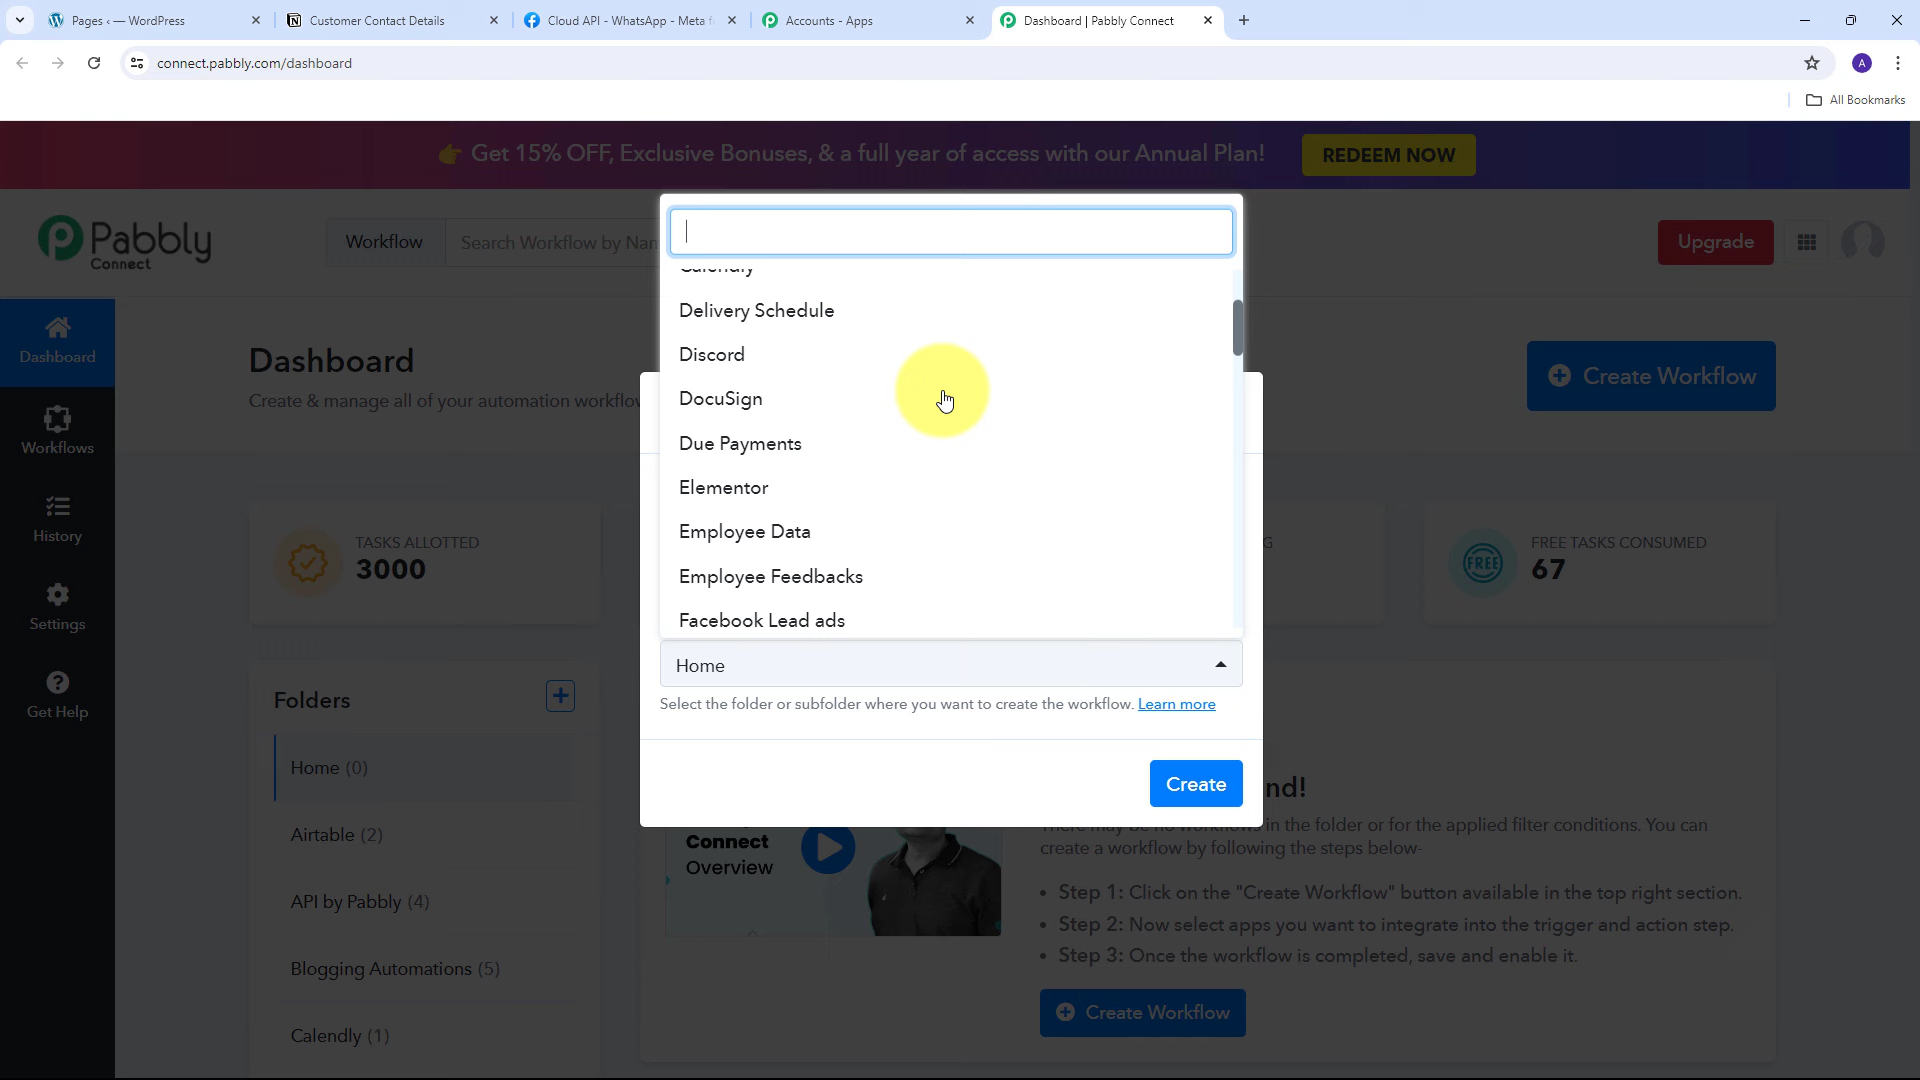 Pages ‹ — WordPress
Customer Contact Details
Cloud API - WhatsApp - Meta f
Accounts - Apps
Dashboard | Pabbly Connect
connect.pabbly.com/dashboard
A
All Bookmarks
👉 Get 15% OFF, Exclusive Bonuses, & a full year of access with our Annual Plan!
REDEEM NOW
Pabbly
Connect
Workflow
Search Workflow by Nam
Upgrade
Calendly
Delivery Schedule
Discord
DocuSign
Due Payments
Elementor
Employee Data
Employee Feedbacks
Facebook Lead ads
Home
Select the folder or subfolder where you want to create the workflow. Learn more
Create
Dashboard
Workflows
History
Settings
Get Help
Dashboard
Create & manage all of your automation workflo
Create Workflow
TASKS ALLOTTED
3000
G
FREE TASKS CONSUMED
FREE
67
Folders
Home (0)
Airtable (2)
API by Pabbly (4)
Blogging Automations (5)
Calendly (1)
Connect
Overview
nd!
There may be no workflows in the folder or for the applied filter conditions. You can
create a workflow by following the steps below-
• Step 1: Click on the "Create Workflow" button available in the top right section.
• Step 2: Now select apps you want to integrate into the trigger and action step.
• Step 3: Once the workflow is completed, save and enable it.
Create Workflow